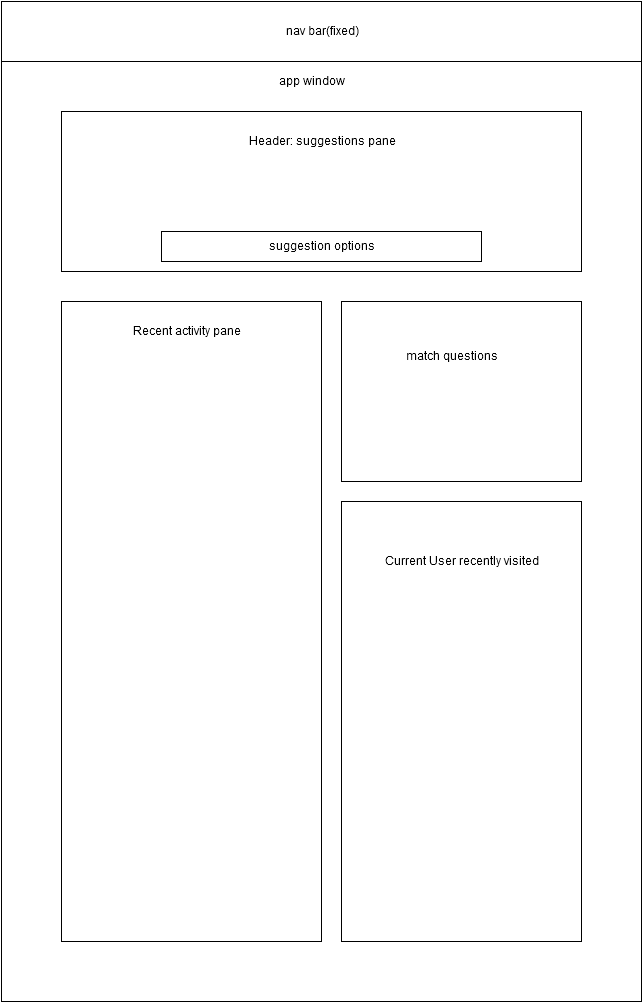 nav bar(fixed)
app window
Header: suggestions pane
suggestion options
Recent activity pane
match questions
Current User recently visited